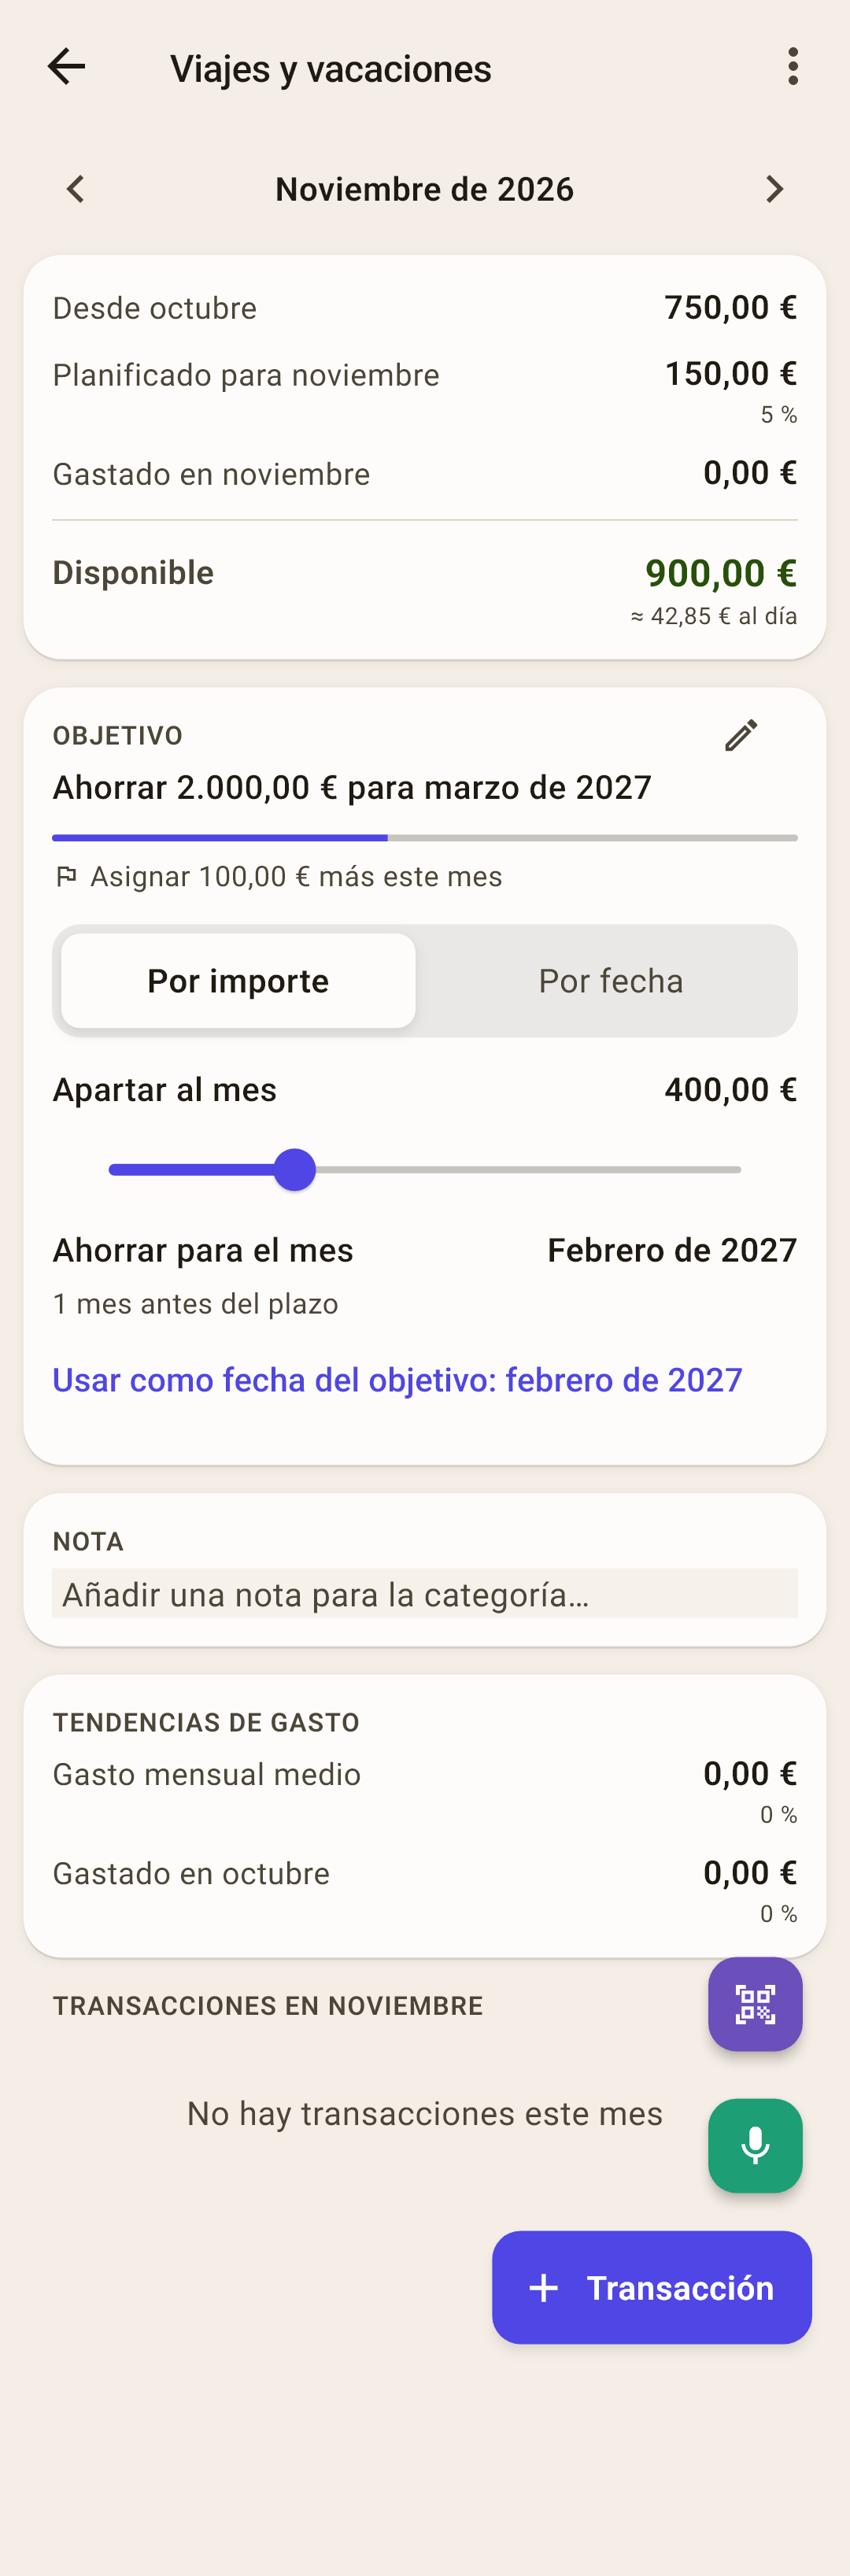 Viajes y vacaciones
Noviembre de 2026
Desde octubre 750,00 €
Planificado para noviembre 150,00 €
5 %
Gastado en noviembre 0,00 €
Disponible 900,00 €
≈ 42,85 € al día
OBJETIVO
Ahorrar 2.000,00 € para marzo de 2027
Asignar 100,00 € más este mes
Por importe Por fecha
Apartar al mes 400,00 €
Ahorrar para el mes Febrero de 2027
1 mes antes del plazo
Usar como fecha del objetivo: febrero de 2027
NOTA
Añadir una nota para la categoría…
TENDENCIAS DE GASTO
Gasto mensual medio 0,00 €
0 %
Gastado en octubre 0,00 €
0 %
TRANSACCIONES EN NOVIEMBRE
No hay transacciones este mes
+ Transacción